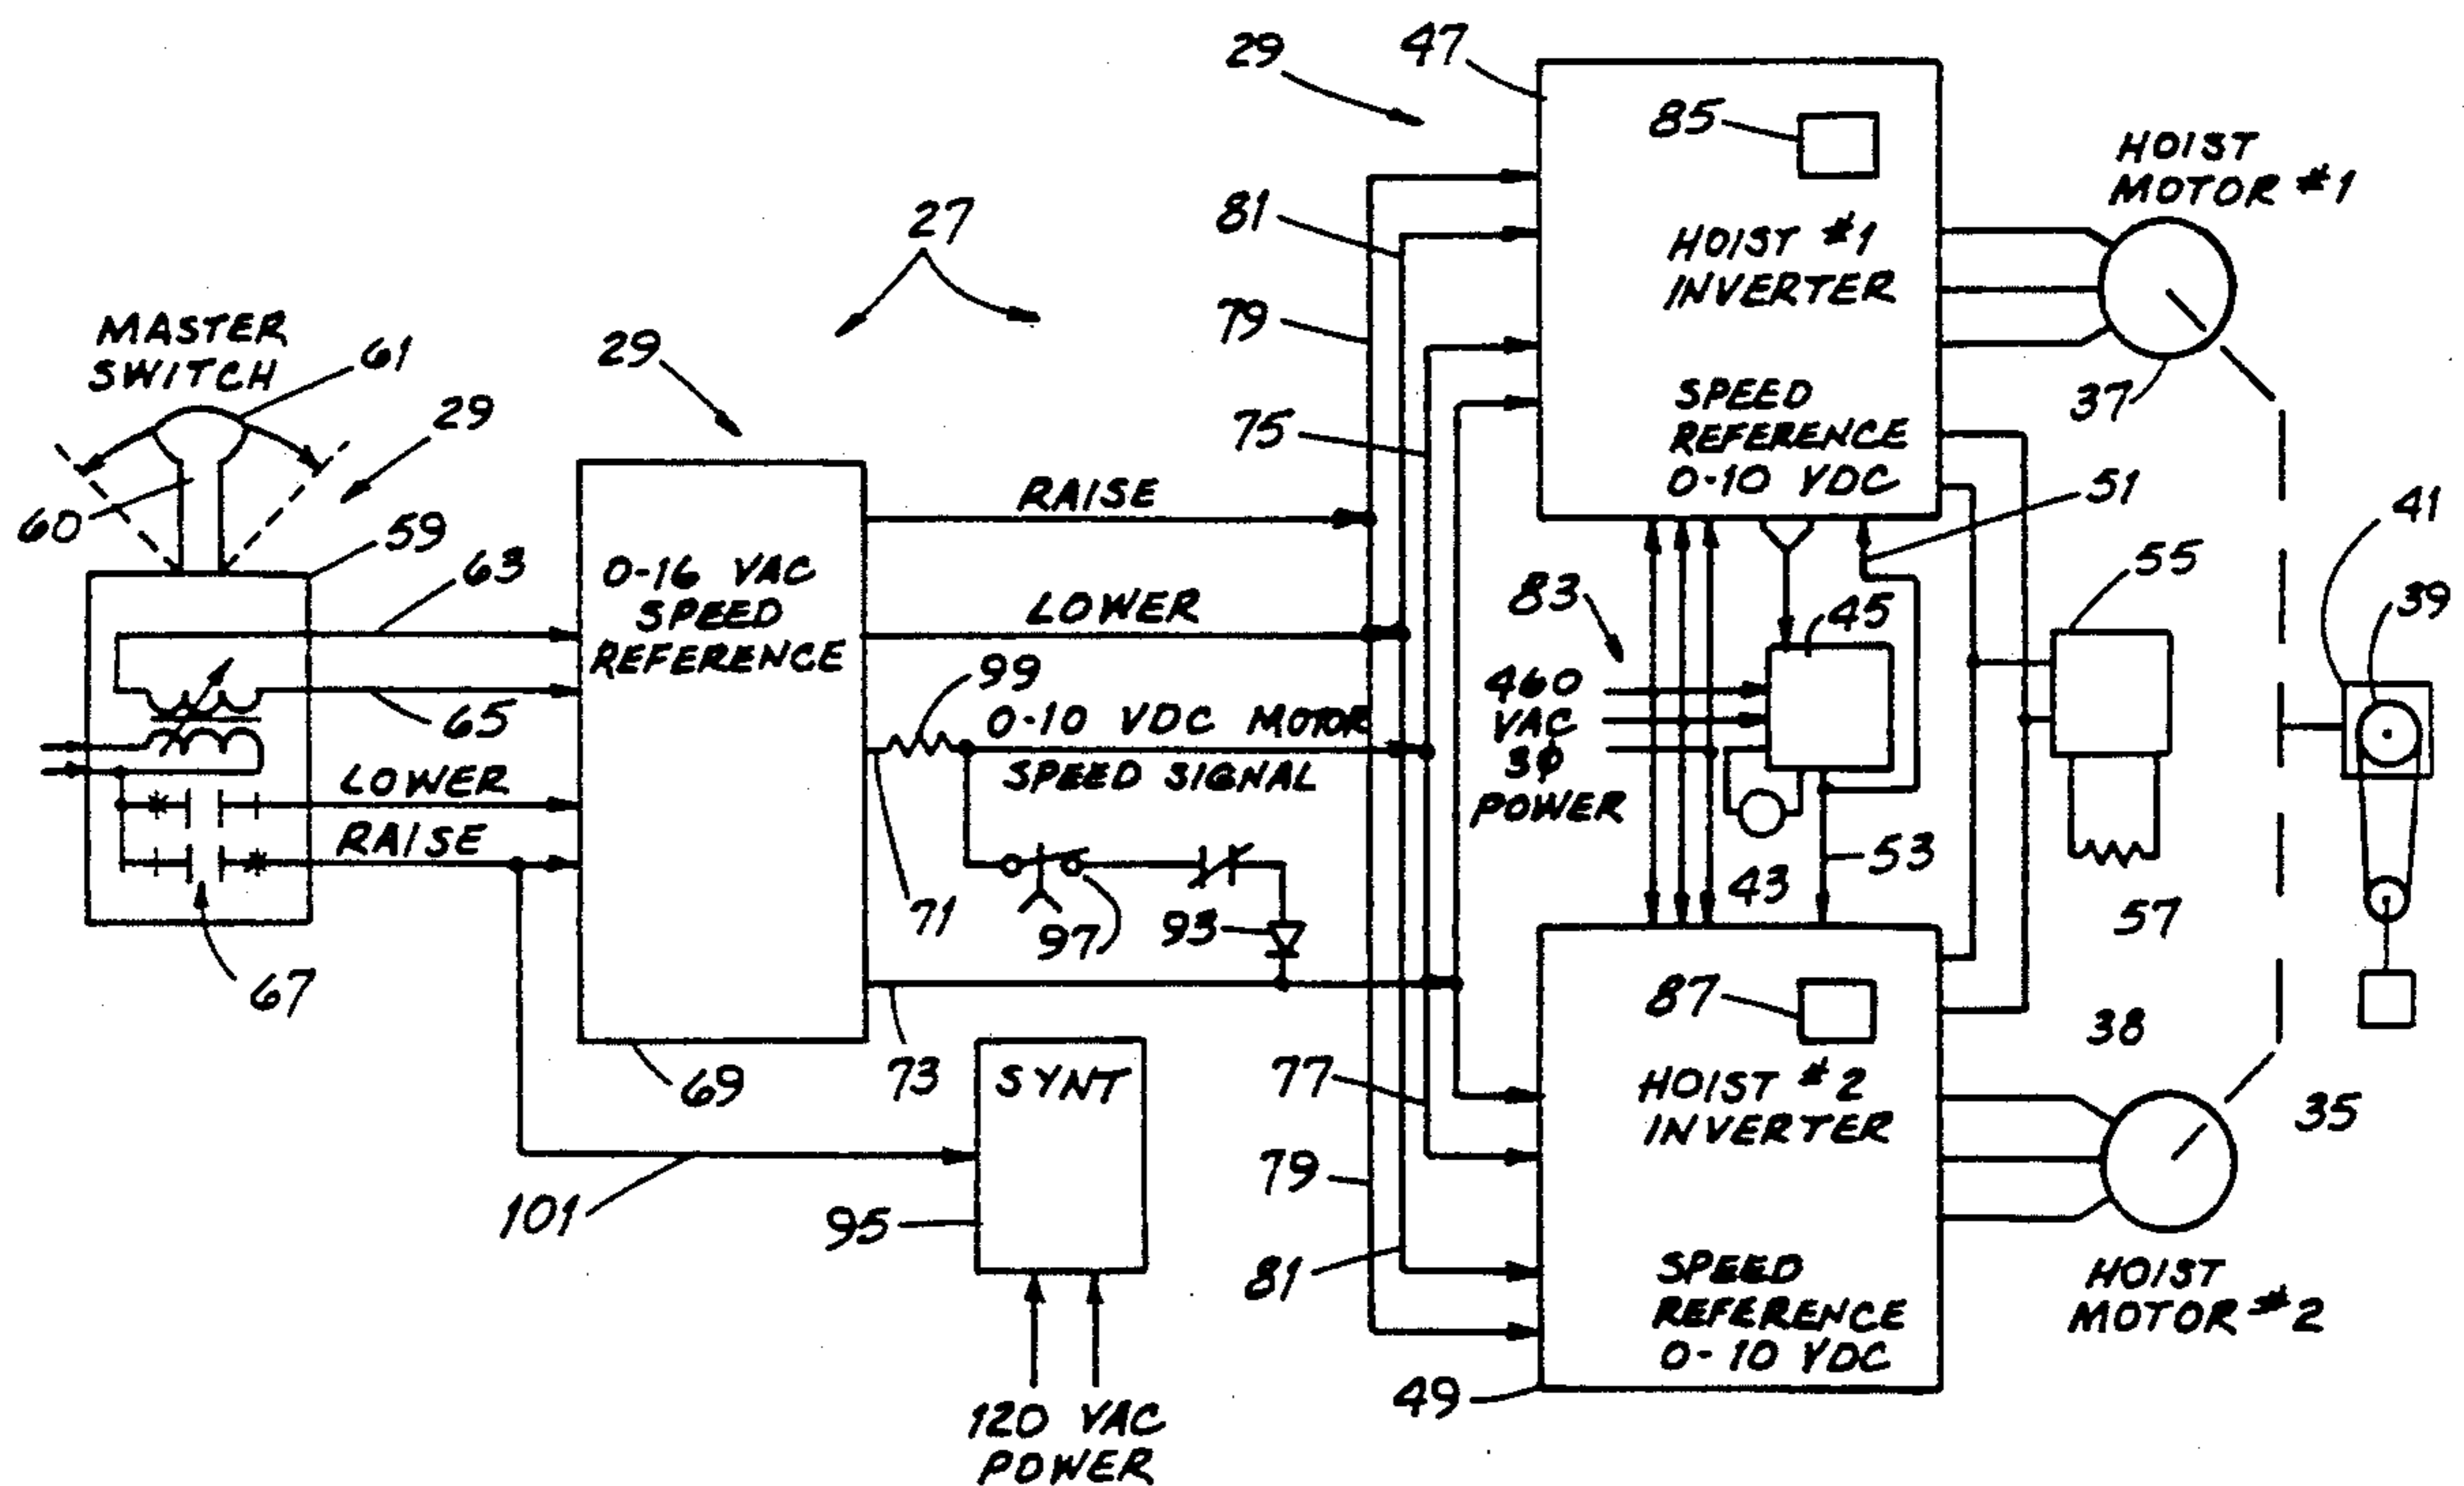 29
47
85
HOIST
MOTOR #1
81
27
HOIST #1
INVERTER
79
MASTER
SWITCH
61
29
29
37
SPEED
REFERENCE
0-10 VDC
75
51
RAISE
41
60
59
63
0-16 VAC
SPEED
REFERENCE
LOWER
83
45
55
39
99
460
VAC
3φ
POWER
65
0-10 VDC MOTOR
SPEED SIGNAL
LOWER
RAISE
53
43
71
97
93
57
67
87
38
69
73
SYNT
77
HOIST #2
INVERTER
35
79
101
95
81
SPEED
REFERENCE
0-10 VDC
HOIST
MOTOR #2
49
120 VAC
POWER